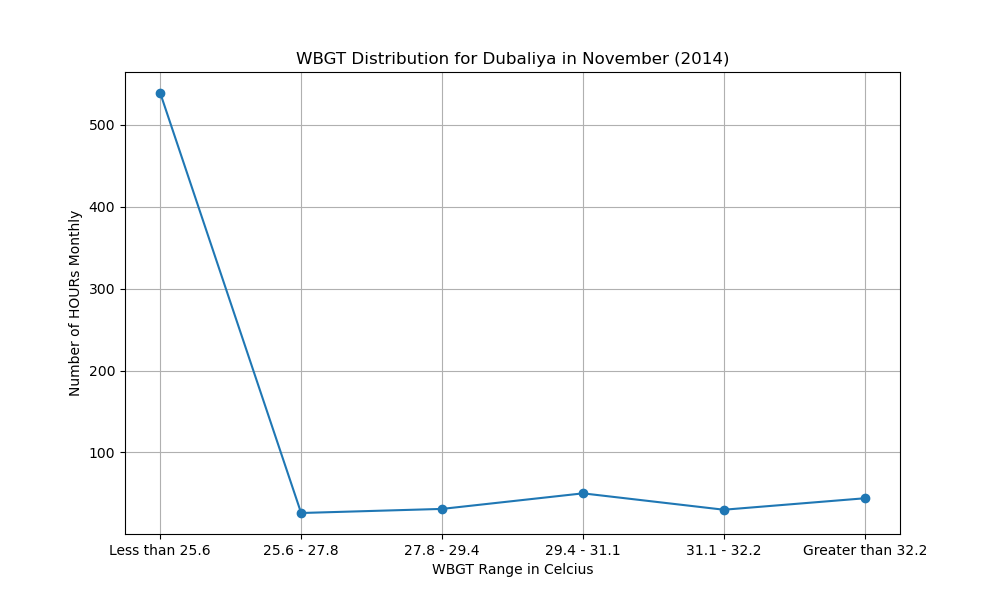 WBGT Distribution for Dubaliya in November (2014)
Number of HOURs Monthly
500
400
300
200
100
Less than 25.6
25.6 - 27.8
27.8 - 29.4
29.4 - 31.1
31.1 - 32.2
Greater than 32.2
WBGT Range in Celcius